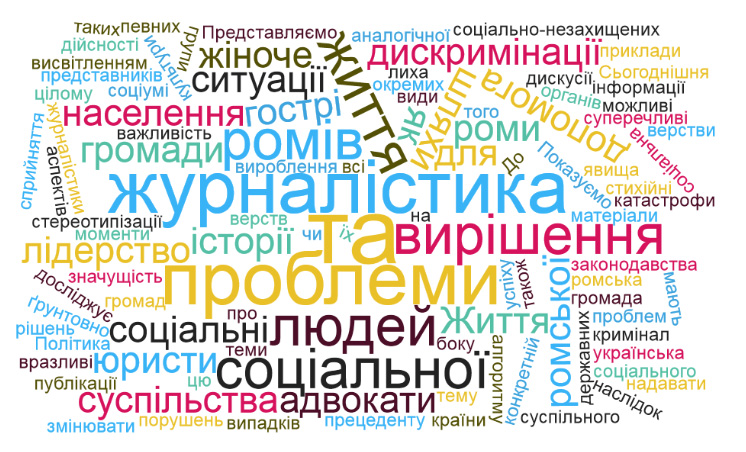 таких певних Представляємо аналогічної соціально-незахищених
дійсності групи жіноче життя дискримінації приклади
висвітленням культури ситуації лиха шляхи допомога дискусії Сьогоднішня
представників окремих інформації
цілому соціумі населення гострі види органів можливі
сприйняття журналістики важливість ромів як того роми суперечливі соціальна
громади вироблення всі для До Показуємо верстви
аспектів журналістика явища
стихійні
стереотипізації верств та на матеріали катастрофи
моменти історії чи їх вирішення
лідерство проблеми успіху також ромської законодавства
досліджує значущість ромська мають
ґрунтовно громад про Життя громада
рішень соціальні людей проблем
Політика теми боку алгоритму конкретній державних кримінал
вразливі юристи соціальної українська
публікації цю соціального
суспільства адвокати тему надавати
наслідок
змінювати порушень випадків прецеденту країни суспільного